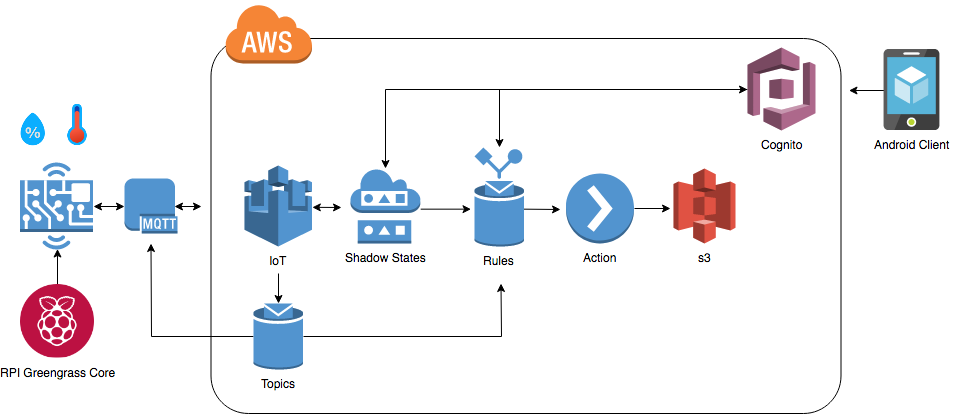 AWS
Cognito
Android Client
%
MQTT
IoT
Shadow States
Rules
Action
s3
RPI Greengrass Core
Topics